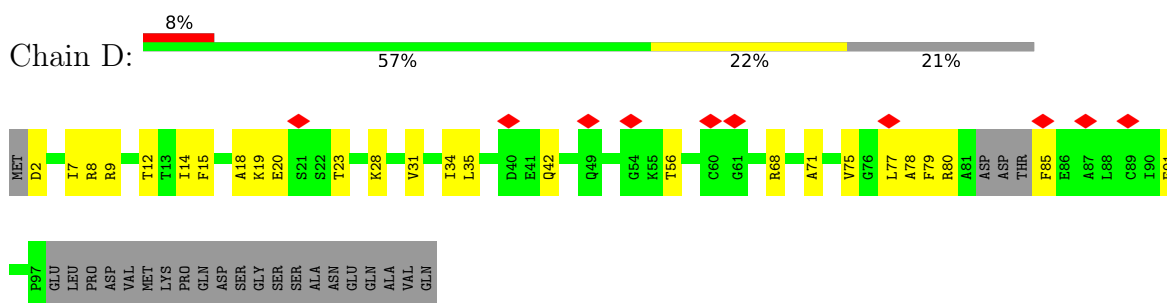 8%
Chain D:
57% 22% 21%
MET D2 I7 R8 R9 T12 T13 I14 F15 A18 K19 E20 S21 S22 T23 K28 V31 I34 L35 D40 E41 Q42 Q49 G54 K55 T56 C60 G61 R68 A71 V75 G76 L77 A78 F79 R80 A81 ASP ASP THR F85 E86 A87 L88 C89 I90
P97 GLU LEU PRO ASP VAL MET LYS PRO GLN ASP SER GLY SER SER ALA ASN GLU GLN ALA VAL GLN